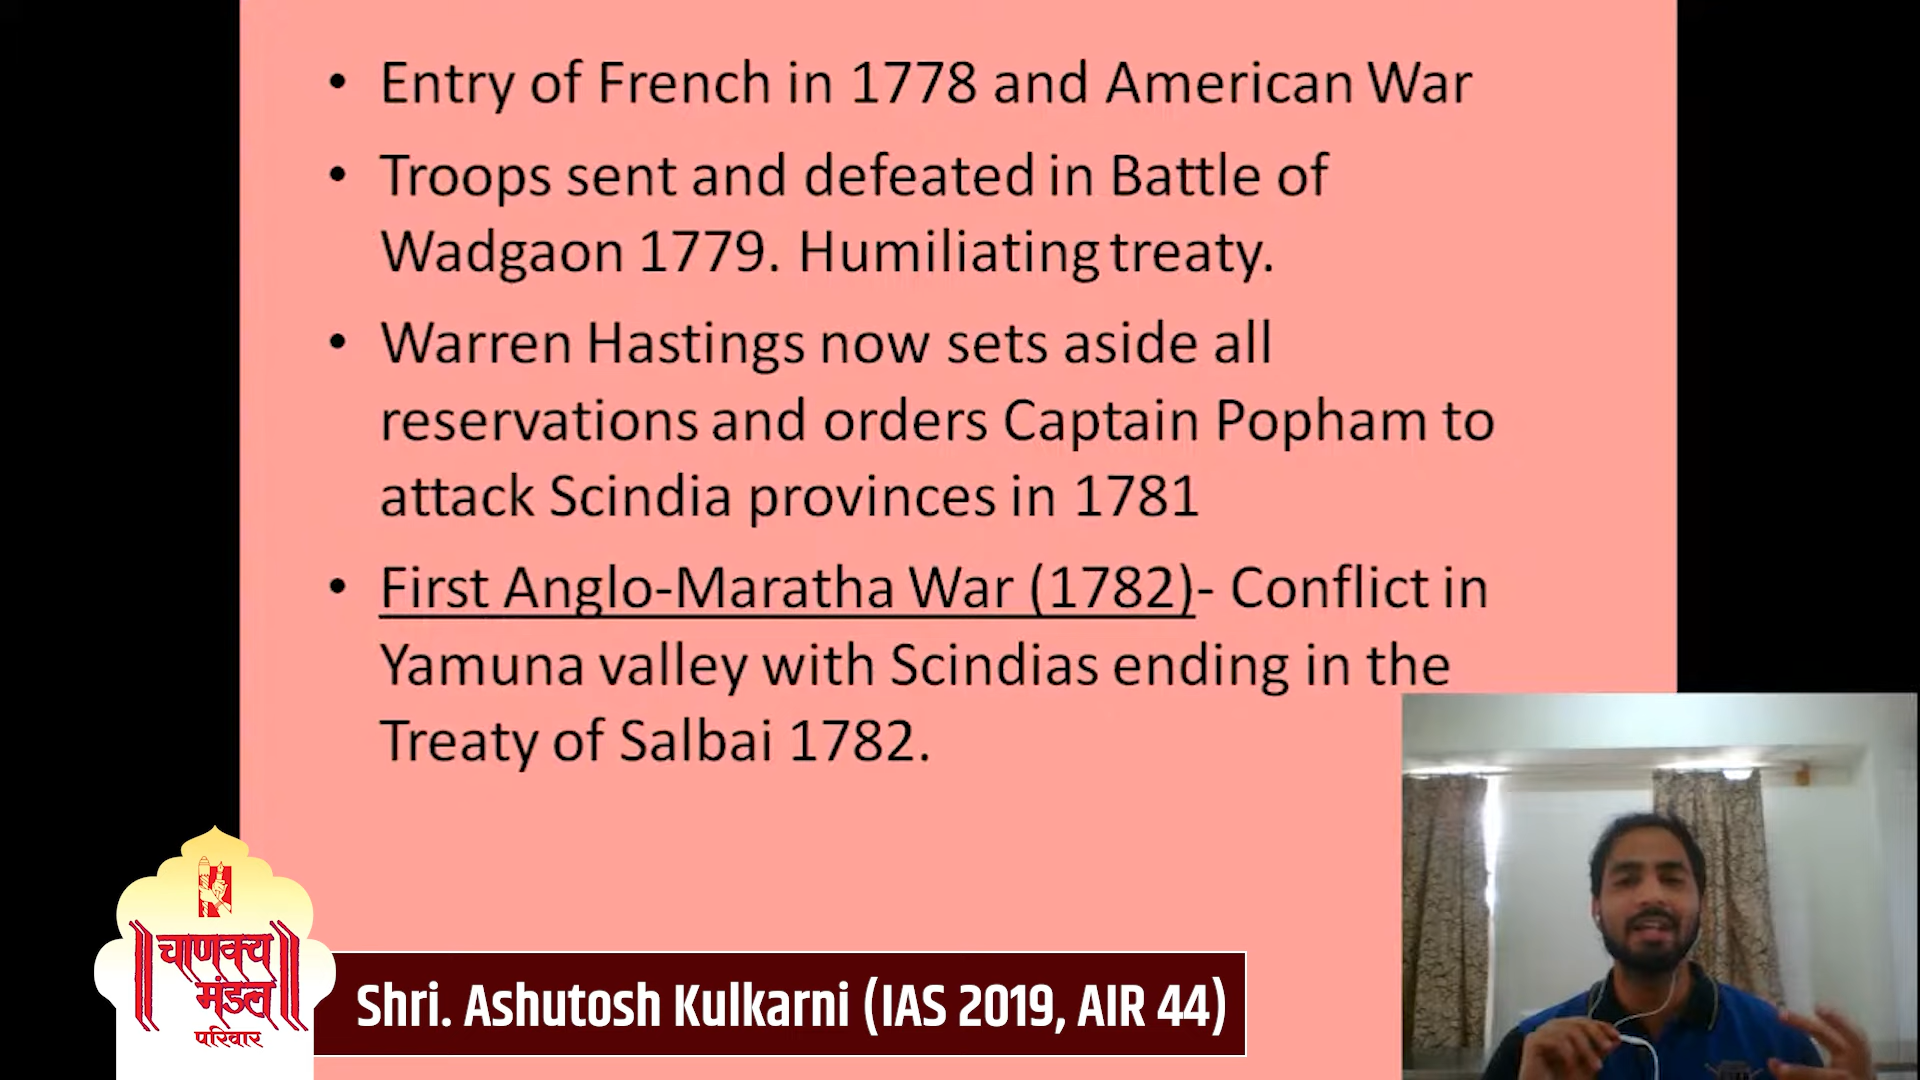 • Entry of French in 1778 and American War
• Troops sent and defeated in Battle of
Wadgaon 1779. Humiliating treaty.
• Warren Hastings now sets aside all
reservations and orders Captain Popham to
attack Scindia provinces in 1781
• First Anglo-Maratha War (1782)- Conflict in
Yamuna valley with Scindias ending in the
Treaty of Salbai 1782.
॥ चाणक्य
मंडल ॥
परिवार
Shri. Ashutosh Kulkarni (IAS 2019, AIR 44)